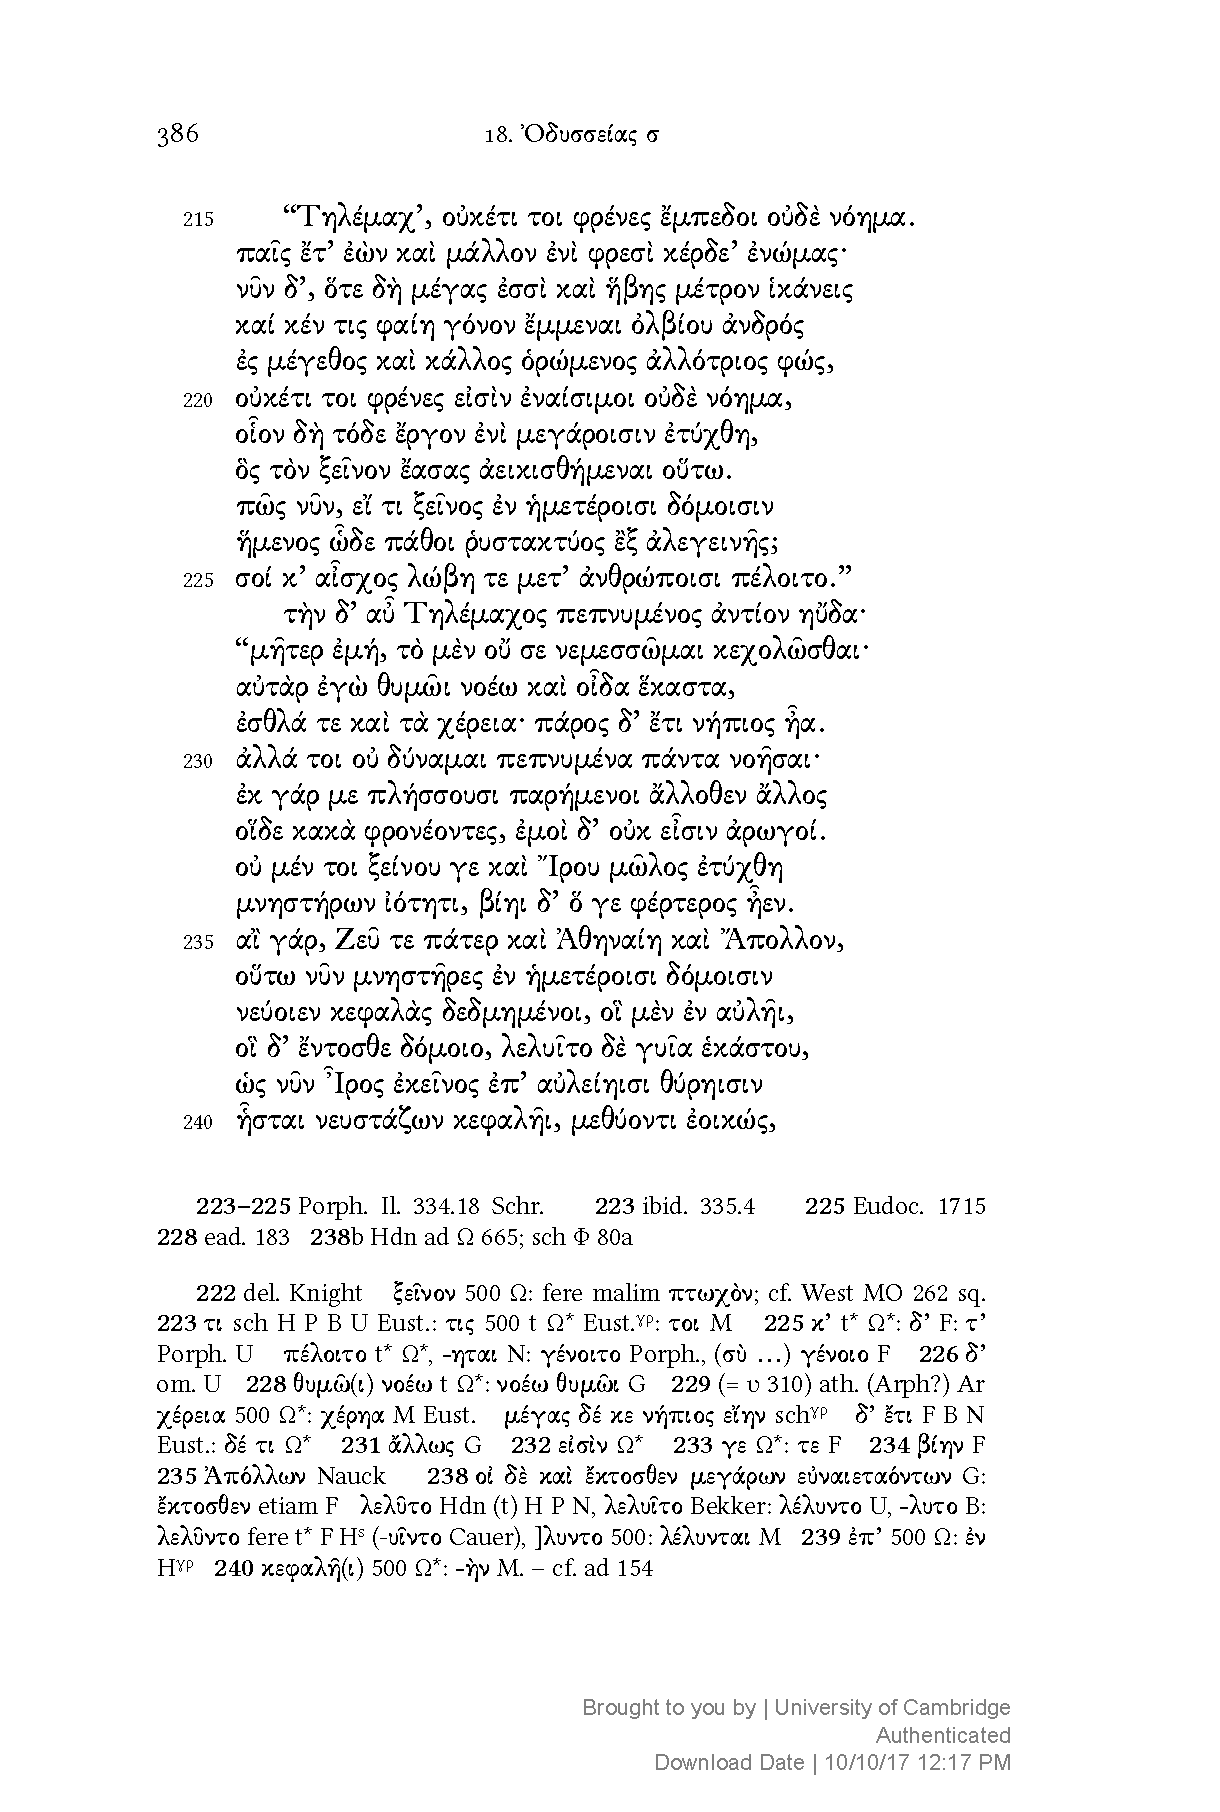 386 18. Ὀδυσσείας σ
215 “Τηλέμαχ’, οὐκέτι τοι φρένες ἔμπεδοι οὐδὲ νόημα.
παῖς ἔτ’ ἐὼν καὶ μάλλον ἐνὶ φρεσὶ κέρδε’ ἐνώμας·
νῦν δ’, ὅτε δὴ μέγας ἐσσὶ καὶ ἥβης μέτρον ἱκάνεις
καί κέν τις φαίη γόνον ἔμμεναι ὀλβίου ἀνδρός
ἐς μέγεθος καὶ κάλλος ὁρώμενος ἀλλότριος φώς,
220 οὐκέτι τοι φρένες εἰσὶν ἐναίσιμοι οὐδὲ νόημα,
οἷον δὴ τόδε ἔργον ἐνὶ μεγάροισιν ἐτύχθη,
ὃς τὸν ξεῖνον ἔασας ἀεικισθήμεναι οὕτω.
πῶς νῦν, εἴ τι ξεῖνος ἐν ἡμετέροισι δόμοισιν
ἥμενος ὧδε πάθοι ῥυστακτύος ἒξ ἀλεγεινῆς;
225 σοί κ’ αἶσχος λώβη τε μετ’ ἀνθρώποισι πέλοιτο.”
τὴν δ’ αὖ Τηλέμαχος πεπνυμένος ἀντίον ηὔδα·
“μῆτερ ἐμή, τὸ μὲν οὔ σε νεμεσσῶμαι κεχολῶσθαι·
αὐτὰρ ἐγὼ θυμῶι νοέω καὶ οἶδα ἕκαστα,
ἐσθλά τε καὶ τὰ χέρεια· πάρος δ’ ἔτι νήπιος ἦα.
230 ἀλλά τοι οὐ δύναμαι πεπνυμένα πάντα νοῆσαι·
ἐκ γάρ με πλήσσουσι παρήμενοι ἄλλοθεν ἄλλος
οἵδε κακὰ φρονέοντες, ἐμοὶ δ’ οὐκ εἶσιν ἀρωγοί.
οὐ μέν τοι ξείνου γε καὶ Ἴρου μῶλος ἐτύχθη
μνηστήρων ἰότητι, βίηι δ’ ὅ γε φέρτερος ἦεν.
235 αἲ γάρ, Ζεῦ τε πάτερ καὶ Ἀθηναίη καὶ Ἄπολλον,
οὕτω νῦν μνηστῆρες ἐν ἡμετέροισι δόμοισιν
νεύοιεν κεφαλὰς δεδμημένοι, οἳ μὲν ἐν αὐλῆι,
οἳ δ’ ἔντοσθε δόμοιο, λελυῖτο δὲ γυῖα ἑκάστου,
ὡς νῦν Ἶρος ἐκεῖνος ἐπ’ αὐλείηισι θύρηισιν
240 ἧσται νευστάζων κεφαλῆι, μεθύοντι ἐοικώς,
223–225 Porph. Il. 334.18 Schr. 223 ibid. 335.4 225 Eudoc. 1715
228 ead. 183 238b Hdn ad Ω 665; sch Φ 80a
222 del. Knight ξεῖνον 500 Ω: fere malim πτωχὸν; cf. West MO 262 sq.
223 τι sch H P B U Eust.: τις 500 t Ω* Eust.γρ: τοι M 225 κ’ t* Ω*: δ’ F: τ’
Porph. U πέλοιτο t* Ω*, -ηται N: γένοιτο Porph., (σὺ …) γένοιο F 226 δ’
om. U 228 θυμῶ(ι) νοέω t Ω*: νοέω θυμῶι G 229 (= υ 310) ath. (Arph?) Ar
χέρεια 500 Ω*: χέρηα M Eust. μέγας δέ κε νήπιος εἴην schγρ δ’ ἔτι F B N
Eust.: δέ τι Ω* 231 ἄλλως G 232 εἰσὶν Ω* 233 γε Ω*: τε F 234 βίην F
235 Ἀπόλλων Nauck 238 οἱ δὲ καὶ ἔκτοσθεν μεγάρων εὐναιεταόντων G:
ἔκτοσθεν etiam F λελῦτο Hdn (t) H P N, λελυῖτο Bekker: λέλυντο U, -λυτο B:
λελῦντο fere t* F Hs (-υῖντο Cauer), ]λυντο 500: λέλυνται M 239 ἐπ’ 500 Ω: ἐν
Hγρ 240 κεφαλῆ(ι) 500 Ω*: -ὴν M. – cf. ad 154
Brought to you by | University of Cambridge
Authenticated
Download Date | 10/10/17 12:17 PM